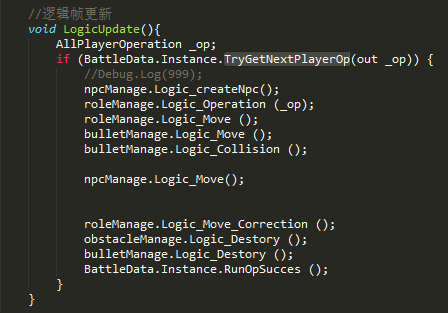 //逻辑帧更新
void LogicUpdate(){
AllPlayerOperation _op;
if (BattleData.Instance.TryGetNextPlayerOp(out _op)) {
//Debug.Log(999);
npcManage.Logic_createNpc();
roleManage.Logic_Operation (_op);
roleManage.Logic_Move ();
bulletManage.Logic_Move ();
bulletManage.Logic_Collision ();
npcManage.Logic_Move();
roleManage.Logic_Move_Correction ();
obstacleManage.Logic_Destory ();
bulletManage.Logic_Destory ();
BattleData.Instance.RunOpSucces ();
}
}